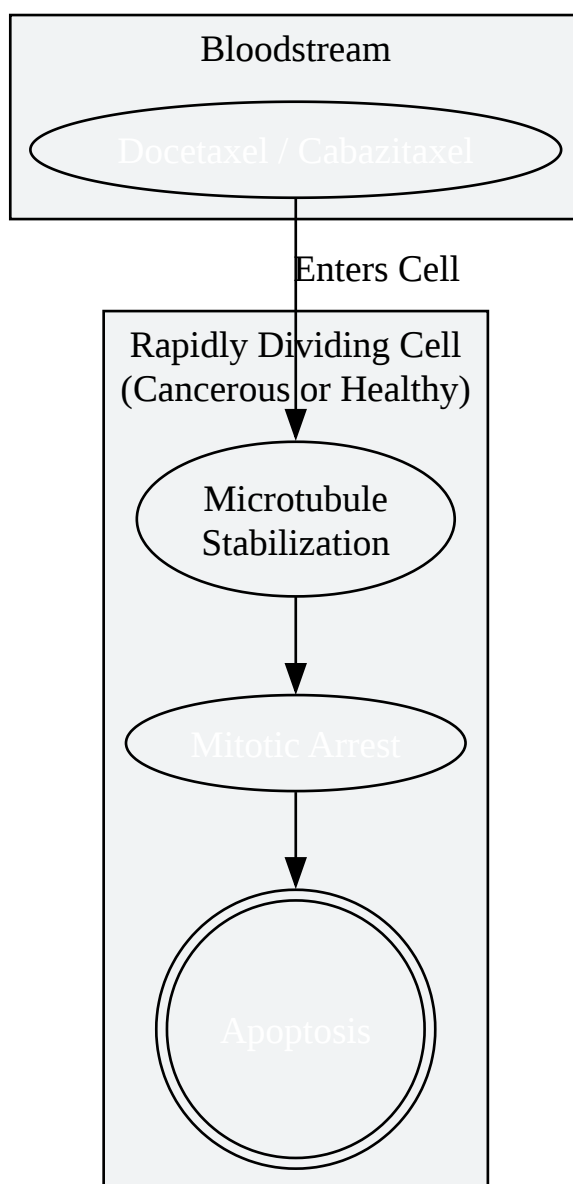 Bloodstream
Docetaxel / Cabazitaxel
Enters Cell
Rapidly Dividing Cell
(Cancerous or Healthy)
Microtubule
Stabilization
Mitotic Arrest
Apoptosis